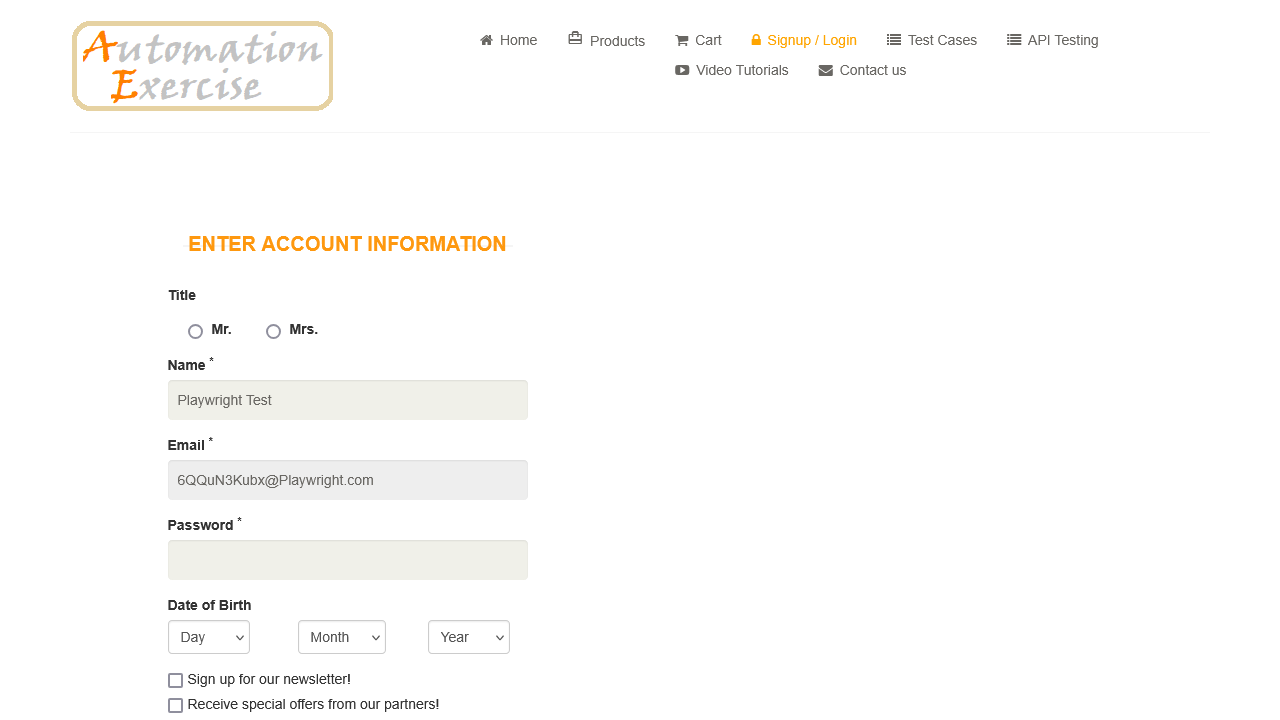 Automation
Exercise
Home
Products
Cart
Signup / Login
Test Cases
API Testing
Video Tutorials
Contact us
ENTER ACCOUNT INFORMATION
Title
Mr.
Mrs.
Name *
Playwright Test
Email *
6QQuN3Kubx@Playwright.com
Password *
Date of Birth
Day
Month
Year
Sign up for our newsletter!
Receive special offers from our partners!